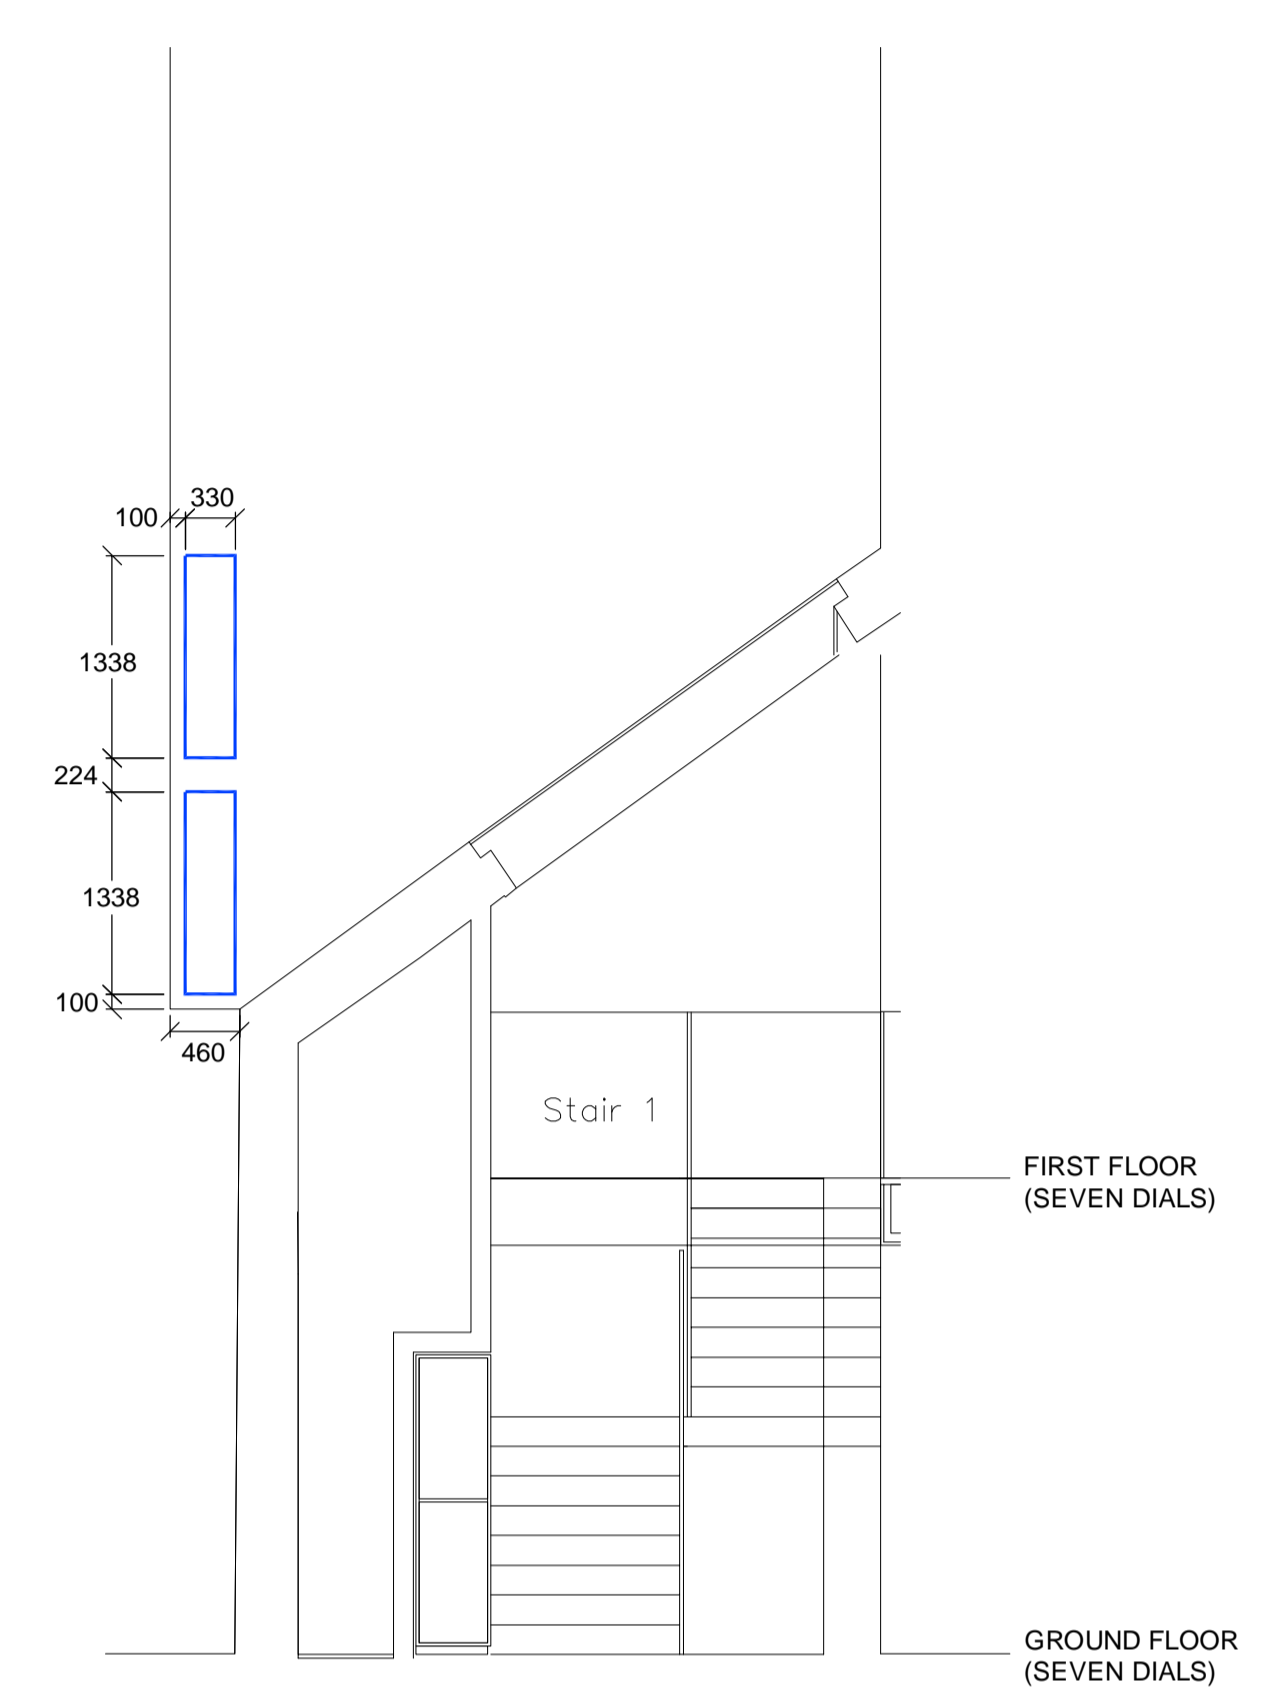 330
100
1338
224
1338
100
460
Stair 1
FIRST FLOOR
(SEVEN DIALS)
GROUND FLOOR
(SEVEN DIALS)